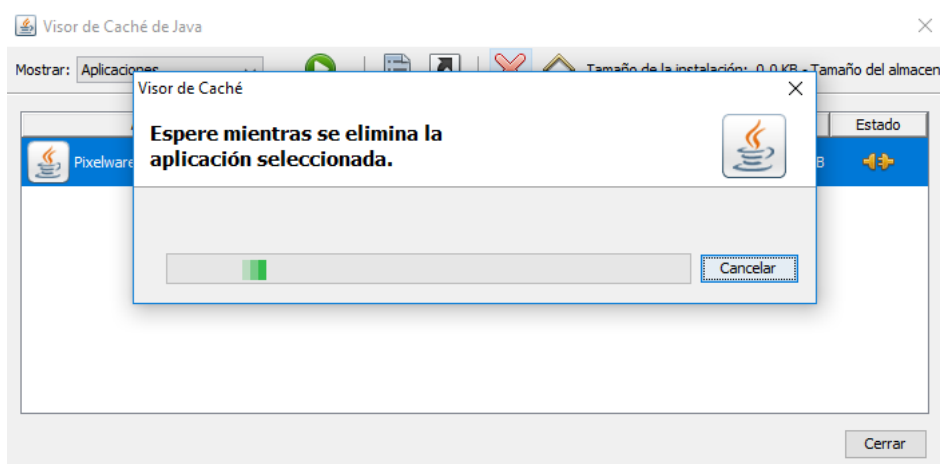 Visor de Caché de Java
Mostrar: Aplicaciones Tamaño de la instalación: 0.0 KB - Tamaño del almacen
Visor de Caché
Espere mientras se elimina la
aplicación seleccionada.
Estado
Pixelware B
Cancelar
Cerrar